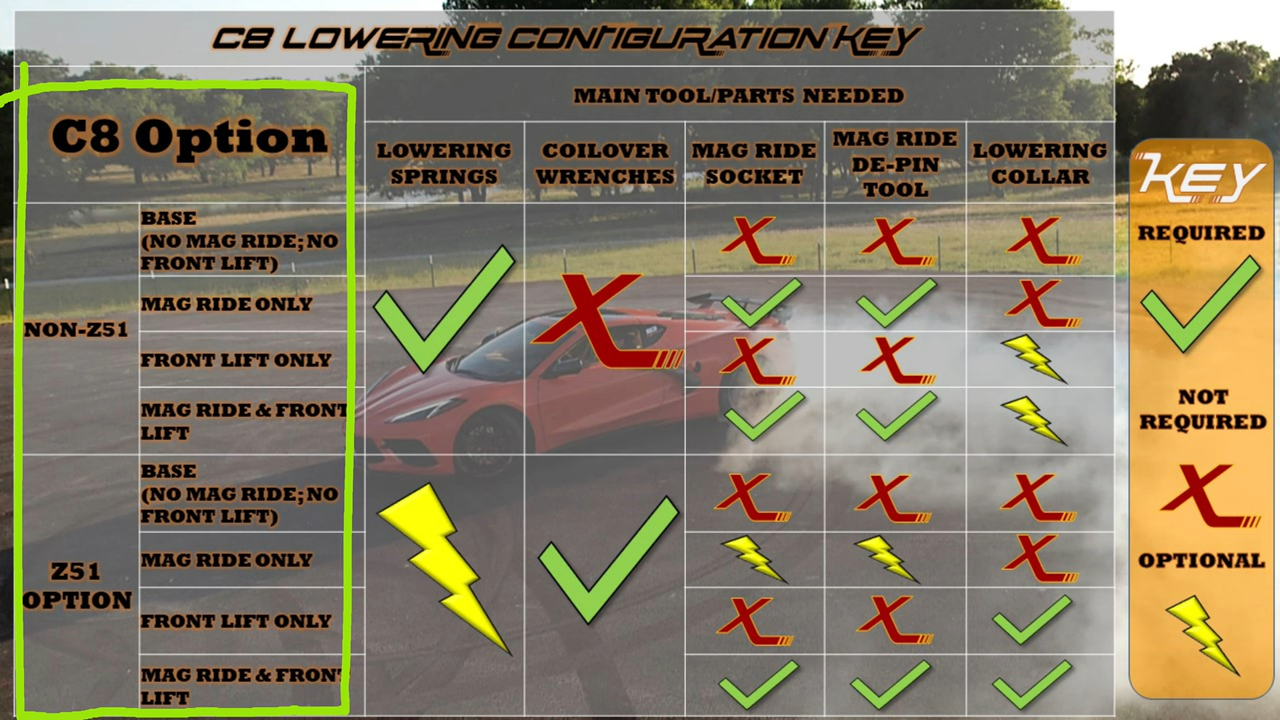 C8 LOWERING CONFIGURATION KEY
MAIN TOOL/PARTS NEEDED
C8 Option
LOWERING
SPRINGS
COILOVER
WRENCHES
MAG RIDE
SOCKET
MAG RIDE
DE-PIN
TOOL
LOWERING
COLLAR
NON-Z51
BASE
(NO MAG RIDE; NO
FRONT LIFT)
MAG RIDE ONLY
FRONT LIFT ONLY
MAG RIDE & FRONT
LIFT
Z51
OPTION
BASE
(NO MAG RIDE; NO
FRONT LIFT)
MAG RIDE ONLY
FRONT LIFT ONLY
MAG RIDE & FRONT
LIFT
KEY
REQUIRED
NOT
REQUIRED
OPTIONAL